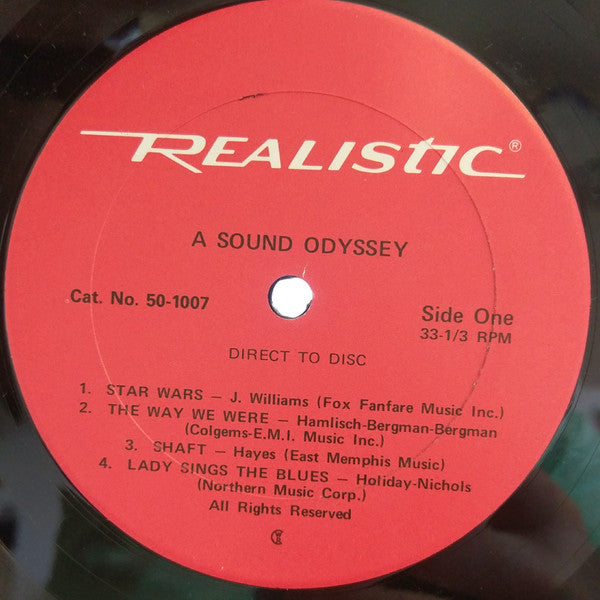 REALISTIC®
A SOUND ODYSSEY
Cat. No. 50-1007
Side One
33-1/3 RPM
DIRECT TO DISC
1. STAR WARS – J. Williams (Fox Fanfare Music Inc.)
2. THE WAY WE WERE – Hamlisch-Bergman-Bergman
(Colgems-E.M.I. Music Inc.)
3. SHAFT – Hayes (East Memphis Music)
4. LADY SINGS THE BLUES – Holiday-Nichols
(Northern Music Corp.)
All Rights Reserved